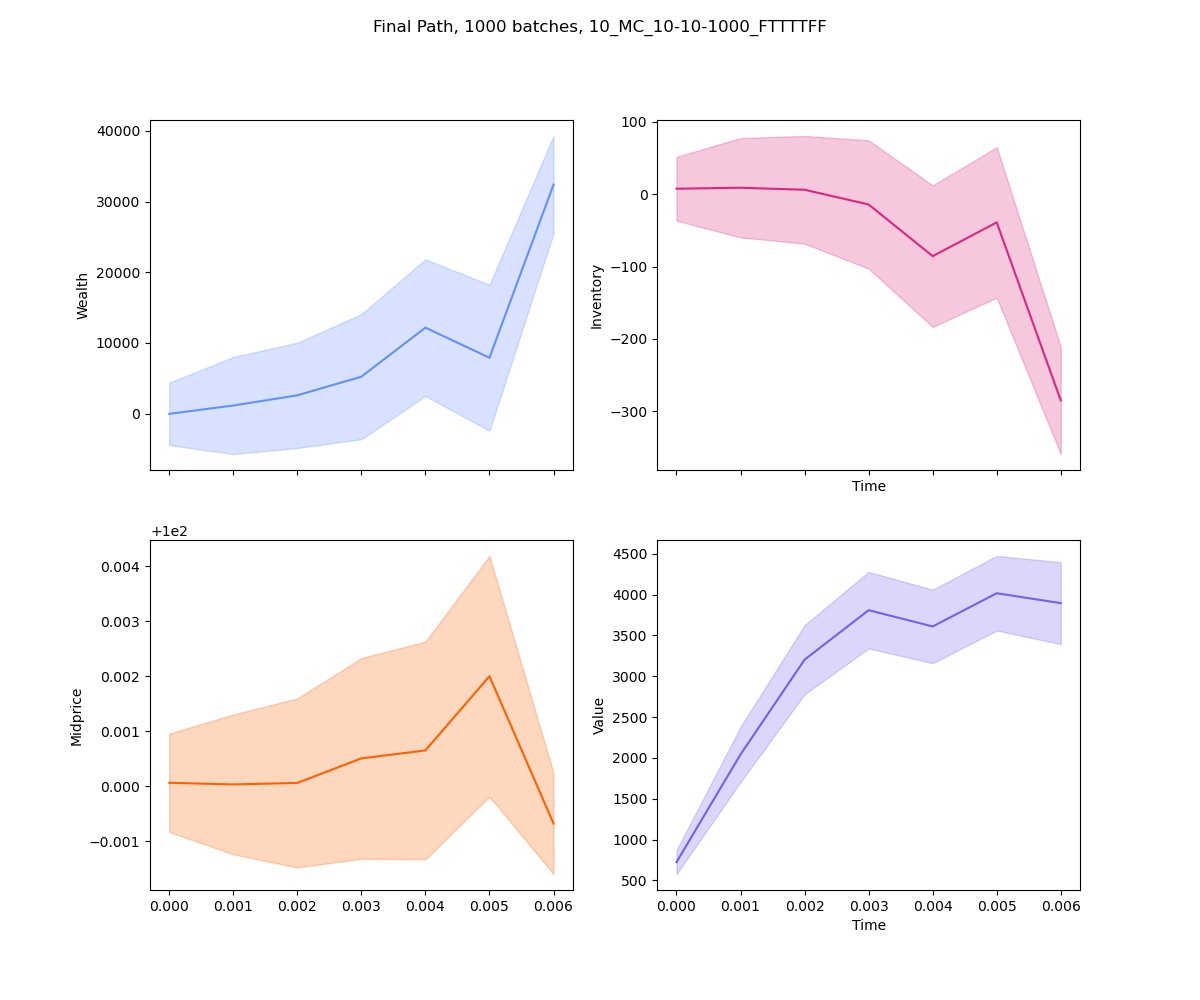 Final Path, 1000 batches, 10_MC_10-10-1000_FTTTTFF
40000
30000
20000
10000
0
Wealth
100
0
−100
−200
−300
Inventory
Time
+1e2
0.004
0.003
0.002
0.001
0.000
−0.001
Midprice
0.000 0.001 0.002 0.003 0.004 0.005 0.006
4500
4000
3500
3000
2500
2000
1500
1000
500
Value
0.000 0.001 0.002 0.003 0.004 0.005 0.006
Time